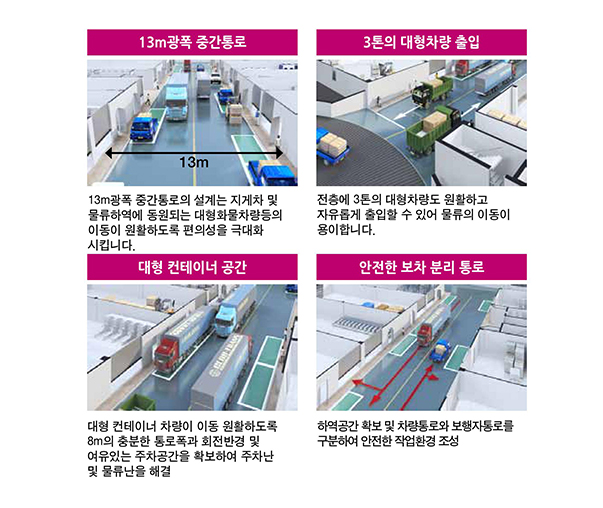 13m광폭 중간통로
13m
13m광폭 중간통로의 설계는 지게차 및
물류하역에 동원되는 대형화물차량등의
이동이 원활하도록 편의성을 극대화
시킵니다.
3톤의 대형차량 출입
전층에 3톤의 대형차량도 원활하고
자유롭게 출입할 수 있어 물류의 이동이
용이합니다.
대형 컨테이너 공간
대형 컨테이너 차량이 이동 원활하도록
8m의 충분한 통로폭과 회전반경 및
여유있는 주차공간을 확보하여 주차난
및 물류난을 해결
안전한 보차 분리 통로
하역공간 확보 및 차량통로와 보행자통로를
구분하여 안전한 작업환경 조성